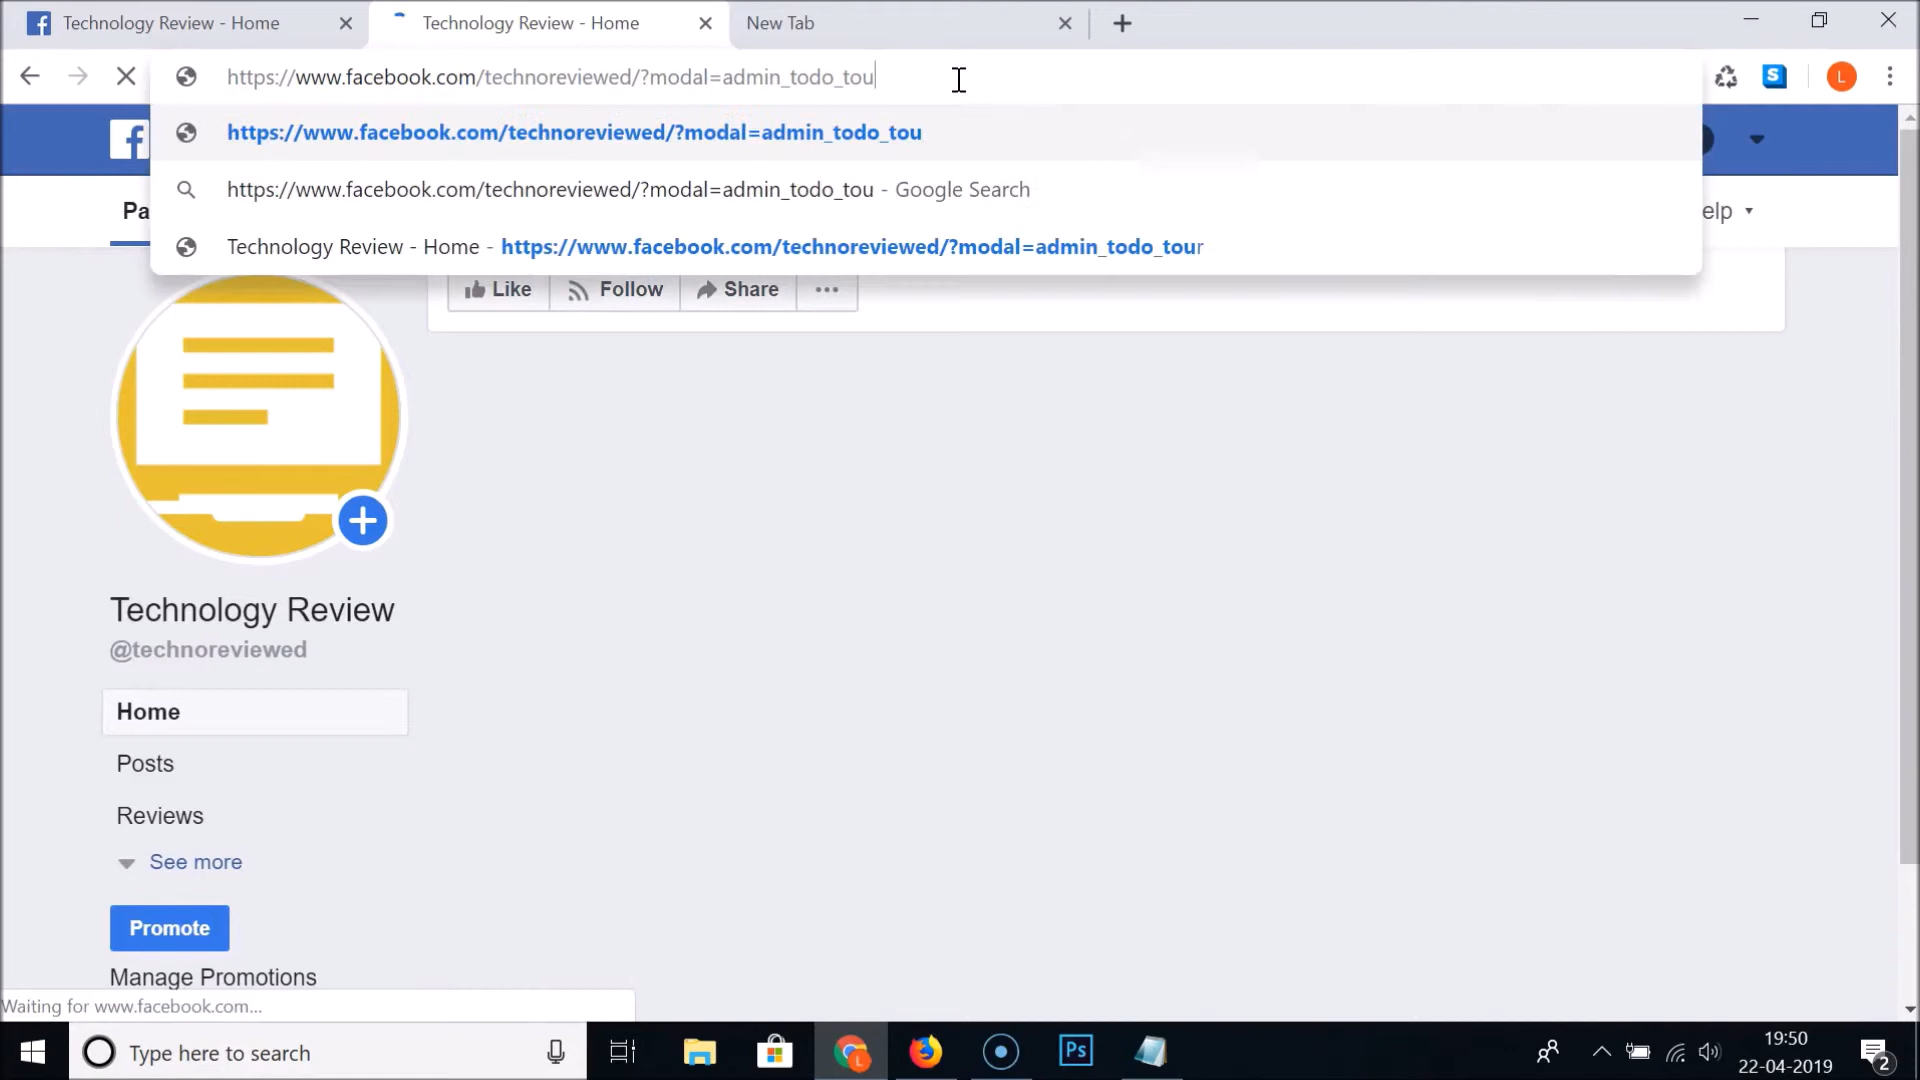 Technology Review - Home
Technology Review - Home
New Tab
https://www.facebook.com/technoreviewed/?modal=admin_todo_tou
S
L
https://www.facebook.com/technoreviewed/?modal=admin_todo_tou
https://www.facebook.com/technoreviewed/?modal=admin_todo_tou - Google Search
Technology Review - Home - https://www.facebook.com/technoreviewed/?modal=admin_todo_tour
Pa
elp
Like
Follow
Share
Technology Review
@technoreviewed
Home
Posts
Reviews
See more
Promote
Manage Promotions
Waiting for www.facebook.com...
Type here to search
L
Ps
19:50
22-04-2019
2